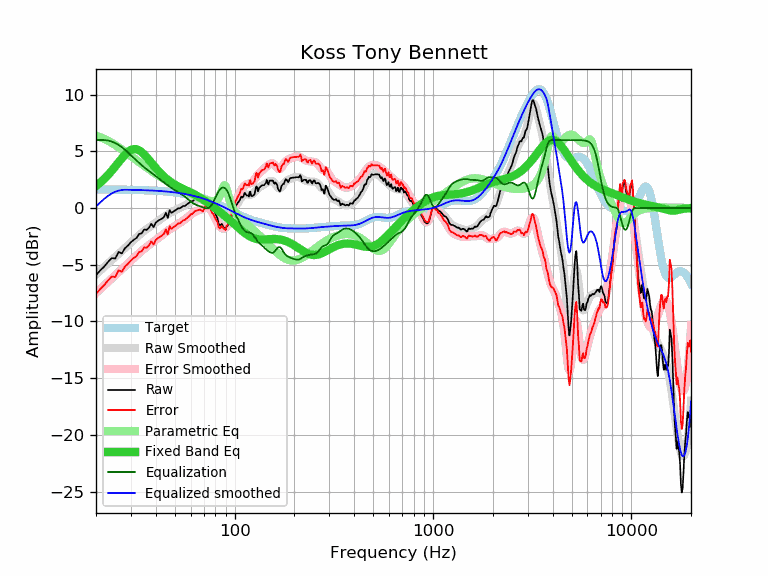 Koss Tony Bennett
10
5
0
−5
−10
−15
−20
−25
Amplitude (dBr)
Target
Raw Smoothed
Error Smoothed
Raw
Error
Parametric Eq
Fixed Band Eq
Equalization
Equalized smoothed
100
1000
10000
Frequency (Hz)